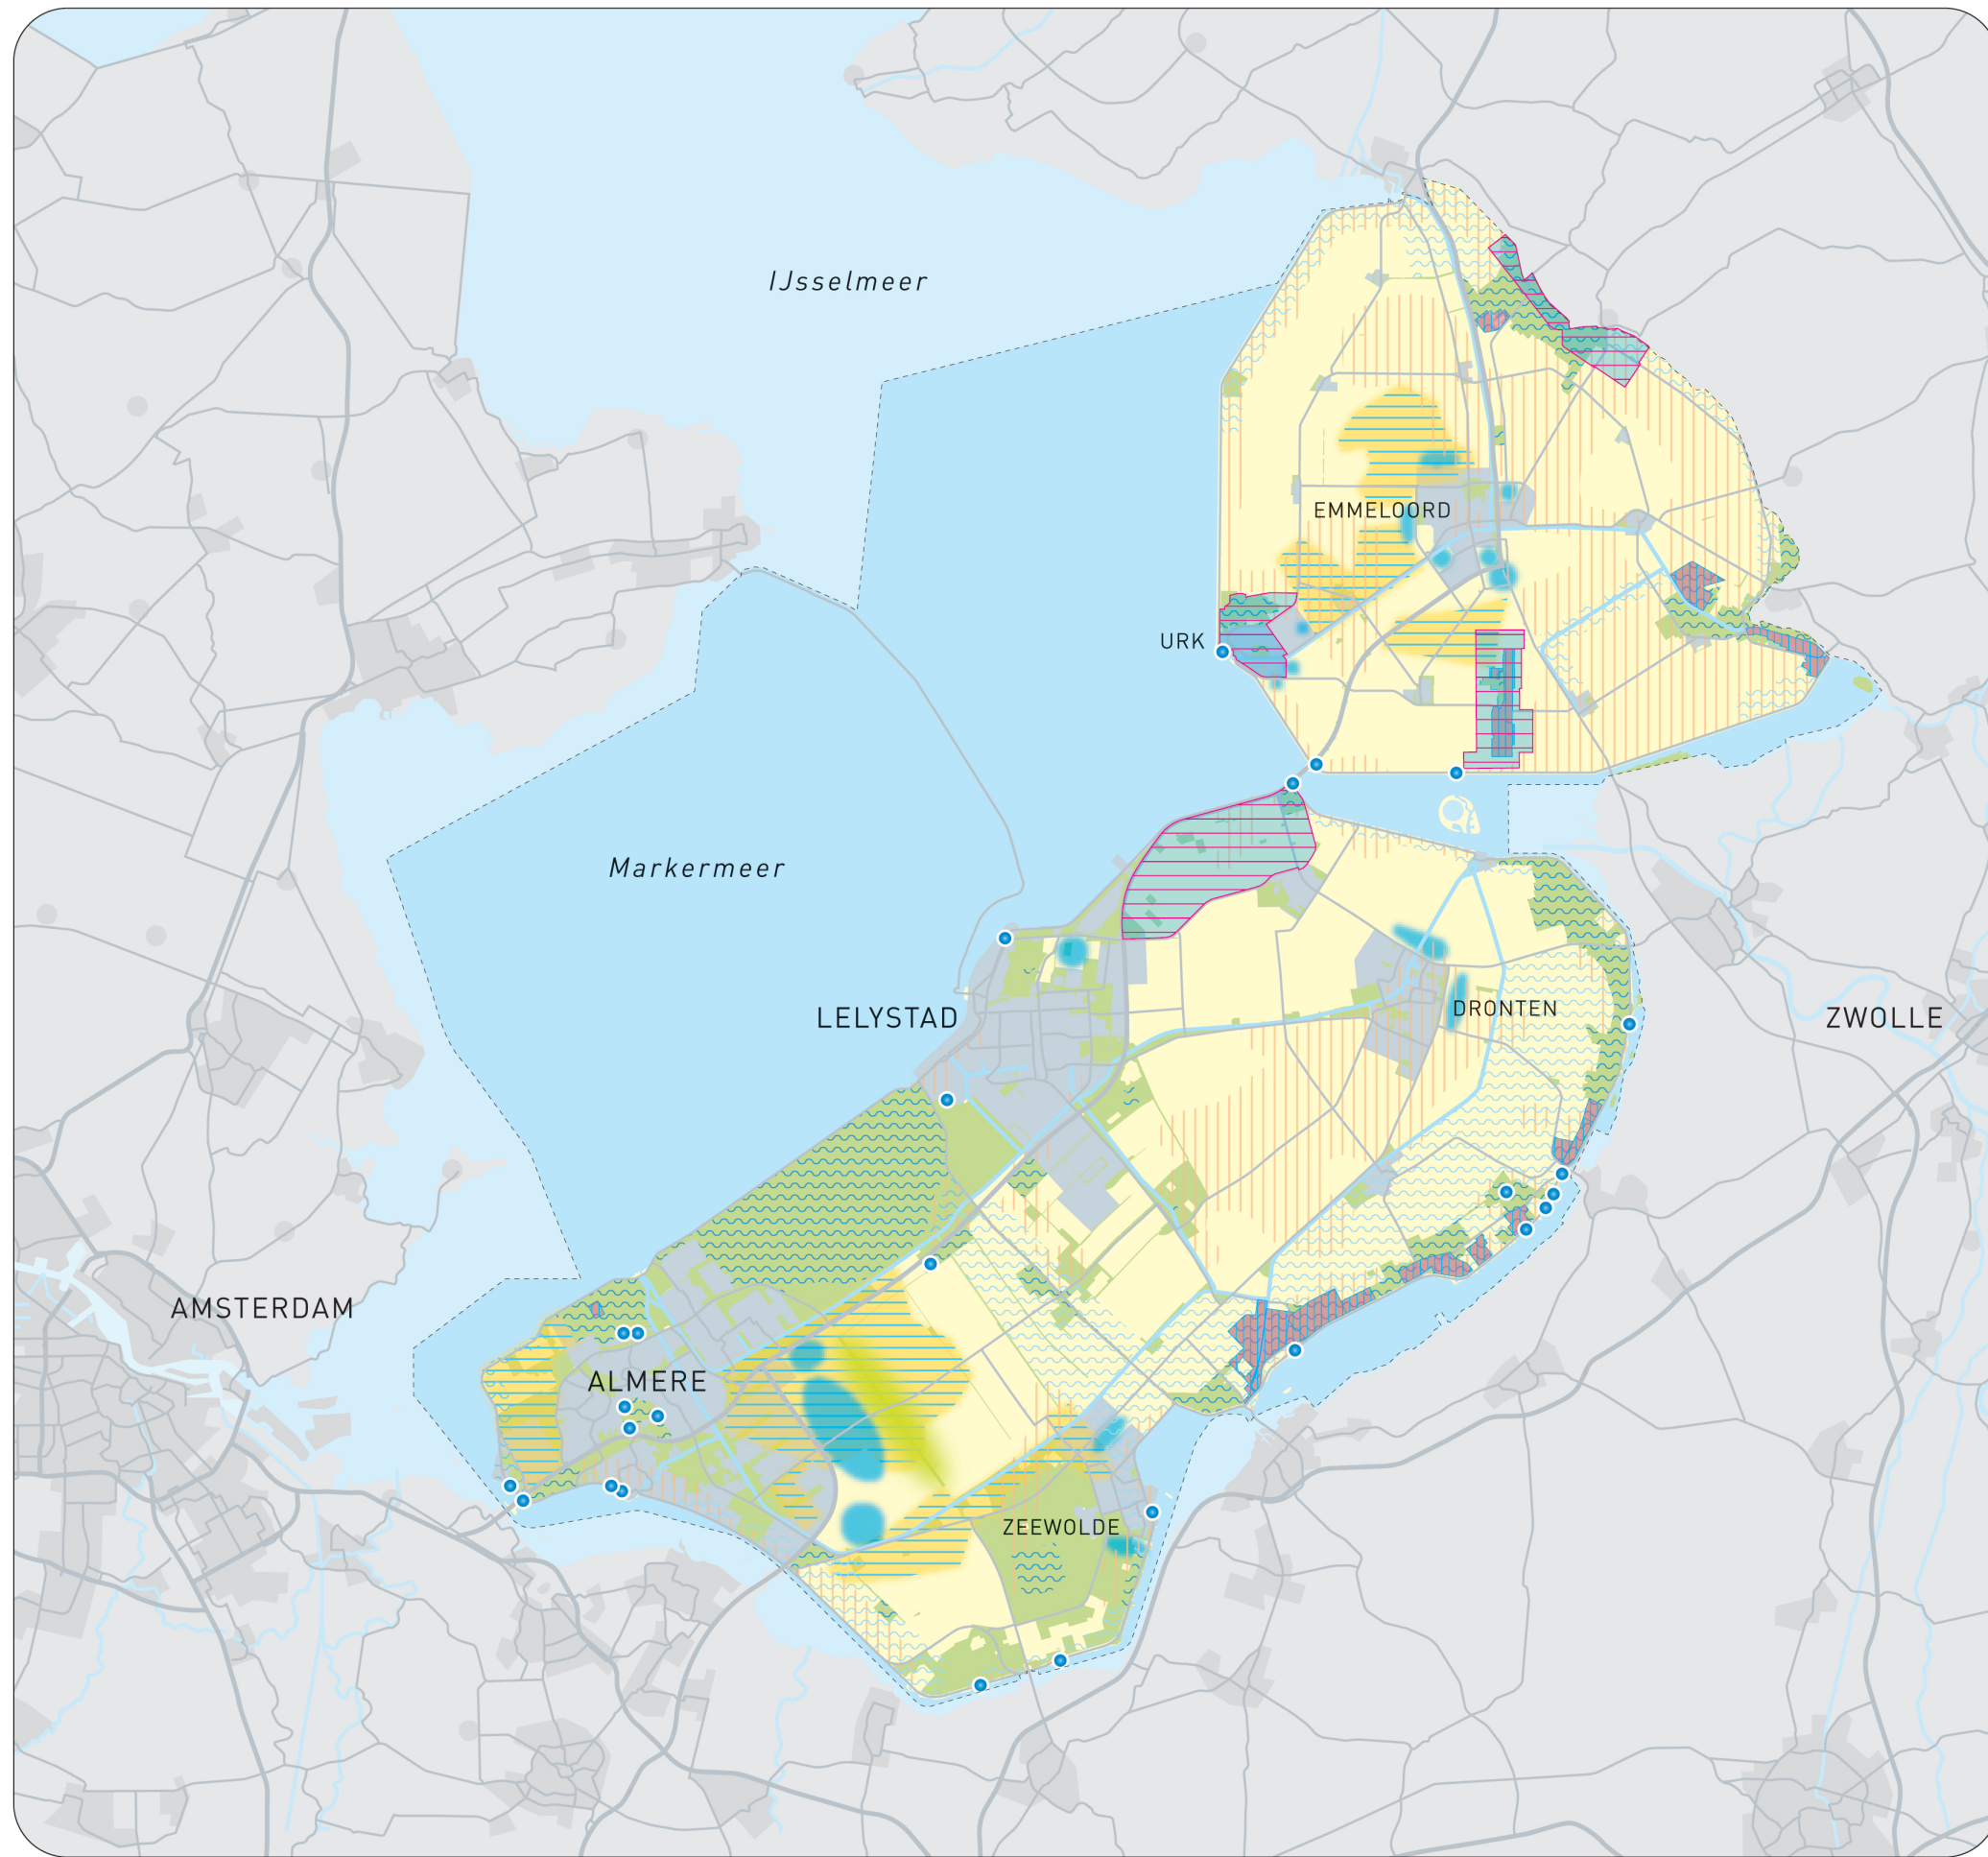 IJsselmeer
EMMELOORD
URK
Markermeer
LELYSTAD
DRONTEN
ZWOLLE
AMSTERDAM
ALMERE
ZEEWOLDE